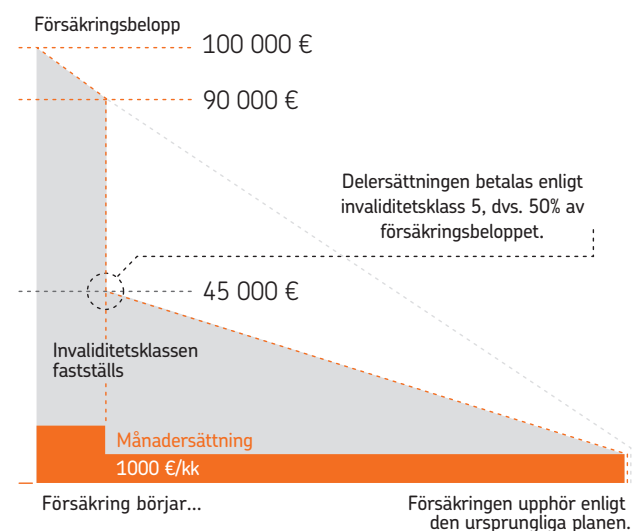 Försäkringsbelopp
100 000 €
90 000 €
Delersättningen betalas enligt
invaliditetsklass 5, dvs. 50% av
försäkringsbeloppet.
45 000 €
Invaliditetsklassen
fastställs
Månadersättning
1000 €/kk
Försäkring börjar...
Försäkringen upphör enligt
den ursprungliga planen.